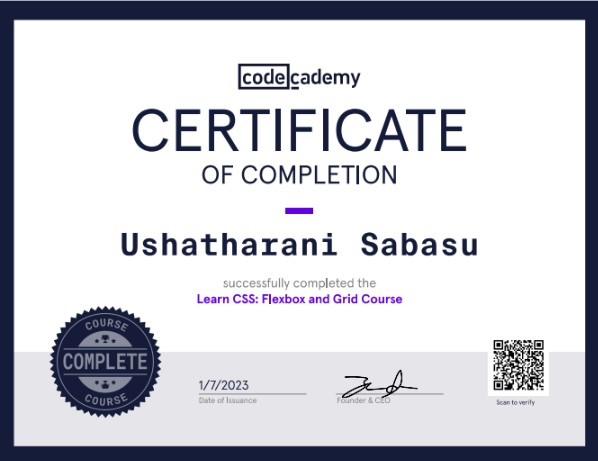 codecademy
CERTIFICATE
OF COMPLETION
Ushatharani Sabasu
successfully completed the
Learn CSS: Flexbox and Grid Course
COURSE
COMPLETE
COURSE
1/7/2023
Date of Issuance
Founder & CEO
Scan to verify